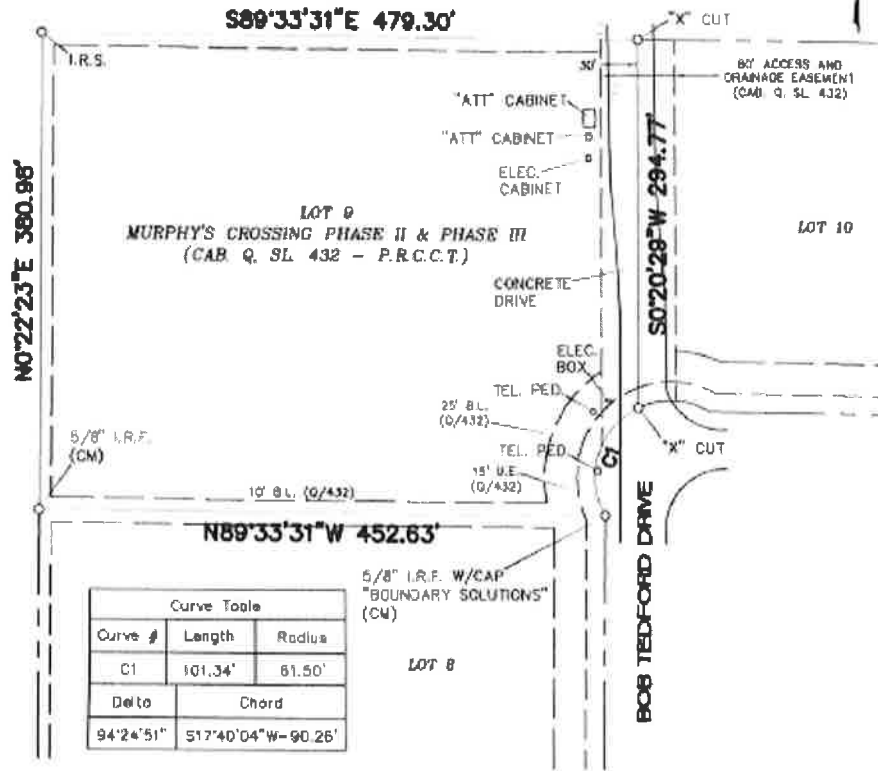 S89°33'31"E 479.30'
"X" CUT
I.R.S.
30'
60' ACCESS AND
DRAINAGE EASEMENT
(CAB. Q, SL 432)
"ATT" CABINET
"ATT" CABINET
ELEC.
CABINET
N0°22'23"E 380.98'
S0°20'29"W 294.77'
LOT 9
MURPHY'S CROSSING PHASE II & PHASE III
(CAB. Q, SL 432 - P.R.C.C.T.)
LOT 10
CONCRETE
DRIVE
ELEC.
BOX
TEL. PED.
25' B.L.
(Q/432)
5/8" I.R.F.
(CM)
TEL. PED.
C1
"X" CUT
15' U.E.
(Q/432)
10' B.L. (Q/432)
N89°33'31"W 452.63'
5/8" I.R.F. W/CAP
"BOUNDARY SOLUTIONS"
(CM)
BOB TEDFORD DRIVE
LOT 8
Curve Table
Curve # Length Radius
C1 101.34' 61.50'
Delta Chord
94°24'51" S17°40'04"W-90.26'